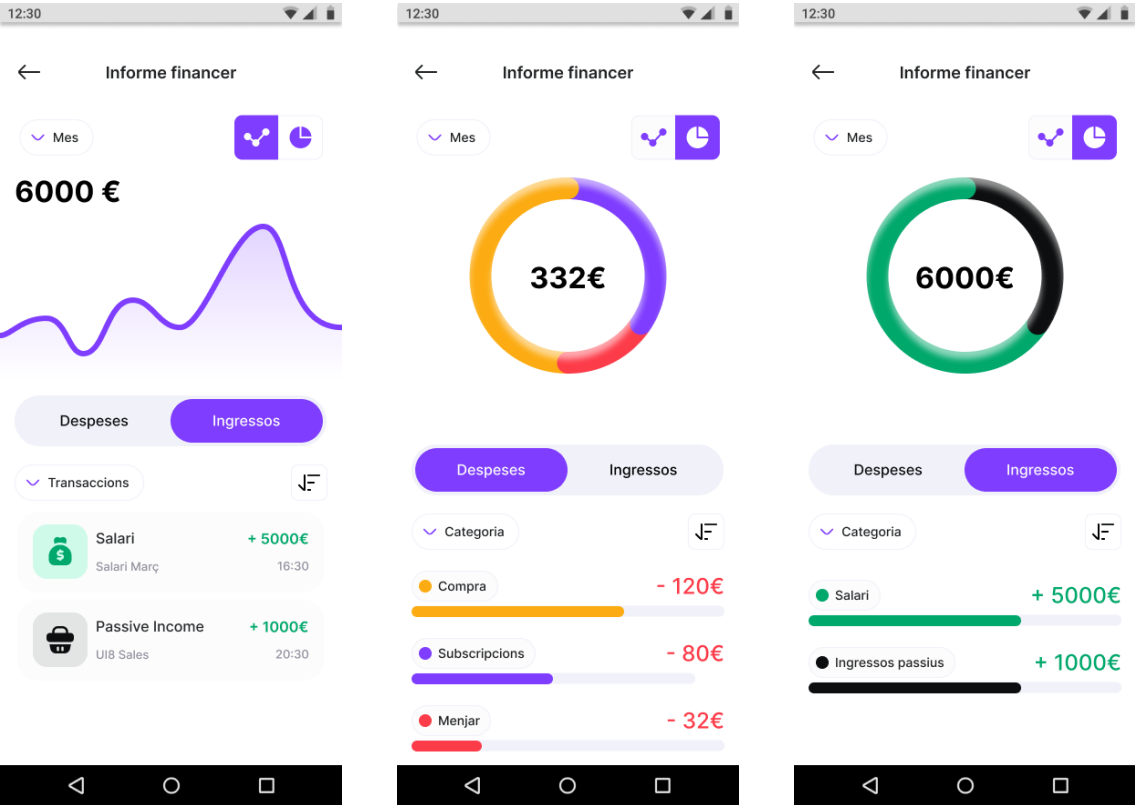 12:30
Informe financer
Mes
6000 €
Despeses
Ingressos
Transaccions
Salari
+ 5000€
Salari Març
16:30
Passive Income
+ 1000€
UI8 Sales
20:30
12:30
Informe financer
Mes
332€
Despeses
Ingressos
Categoria
Compra
- 120€
Subscripcions
- 80€
Menjar
- 32€
12:30
Informe financer
Mes
6000€
Despeses
Ingressos
Categoria
Salari
+ 5000€
Ingressos passius
+ 1000€